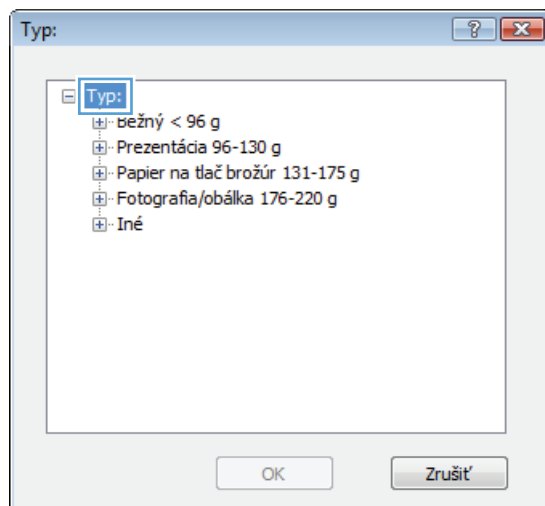 Typ:
Typ:
Bežný < 96 g
Prezentácia 96-130 g
Papier na tlač brožúr 131-175 g
Fotografia/obálka 176-220 g
Iné
OK Zrušiť